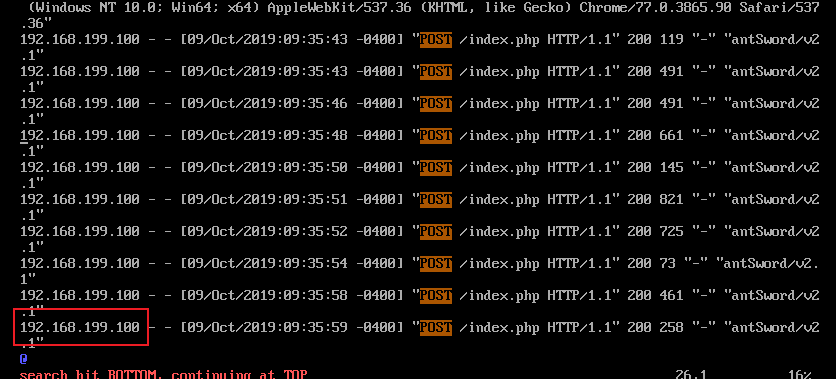 (Windows NT 10.0; Win64; x64) AppleWebKit/537.36 (KHTML, like Gecko) Chrome/77.0.3865.90 Safari/537
.36"
192.168.199.100 - - [09/Oct/2019:09:35:43 -0400] "POST /index.php HTTP/1.1" 200 119 "-" "antSword/v2
.1"
192.168.199.100 - - [09/Oct/2019:09:35:43 -0400] "POST /index.php HTTP/1.1" 200 491 "-" "antSword/v2
.1"
192.168.199.100 - - [09/Oct/2019:09:35:46 -0400] "POST /index.php HTTP/1.1" 200 491 "-" "antSword/v2
.1"
192.168.199.100 - - [09/Oct/2019:09:35:48 -0400] "POST /index.php HTTP/1.1" 200 661 "-" "antSword/v2
.1"
192.168.199.100 - - [09/Oct/2019:09:35:50 -0400] "POST /index.php HTTP/1.1" 200 145 "-" "antSword/v2
.1"
192.168.199.100 - - [09/Oct/2019:09:35:51 -0400] "POST /index.php HTTP/1.1" 200 821 "-" "antSword/v2
.1"
192.168.199.100 - - [09/Oct/2019:09:35:52 -0400] "POST /index.php HTTP/1.1" 200 725 "-" "antSword/v2
.1"
192.168.199.100 - - [09/Oct/2019:09:35:54 -0400] "POST /index.php HTTP/1.1" 200 73 "-" "antSword/v2.
1"
192.168.199.100 - - [09/Oct/2019:09:35:58 -0400] "POST /index.php HTTP/1.1" 200 461 "-" "antSword/v2
.1"
192.168.199.100 - - [09/Oct/2019:09:35:59 -0400] "POST /index.php HTTP/1.1" 200 258 "-" "antSword/v2
.1"
@
search hit BOTTOM, continuing at TOP 26,1 16%